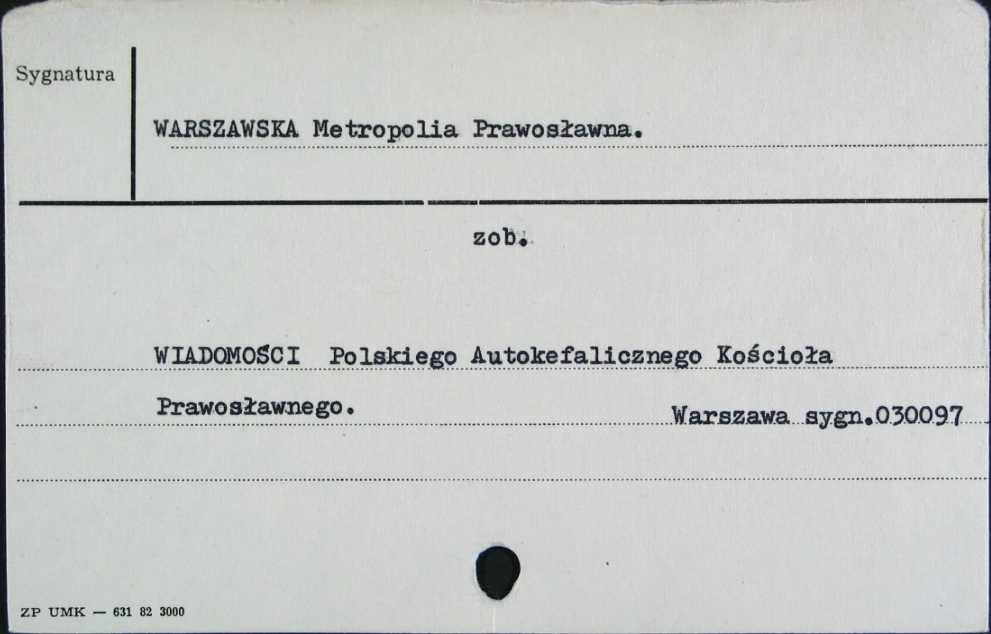 Sygnatura
WARSZAWSKA Metropolia Prawosławna.
zob.
WIADOMOŚCI Polskiego Autokefalicznego Kościoła
Prawosławnego.
Warszawa sygn.030097
ZP UMK — 631 82 3000